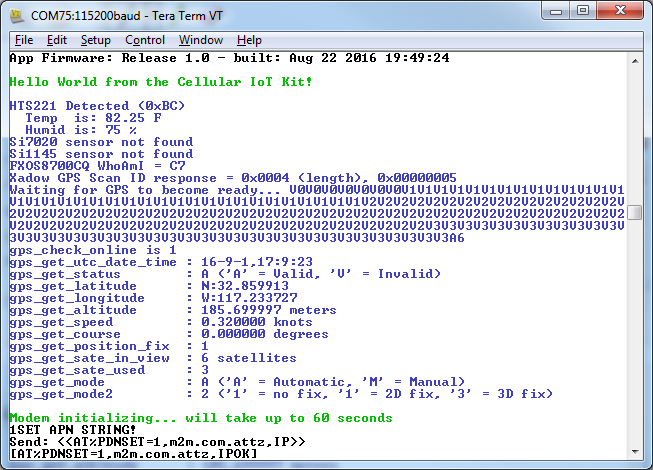 COM75:115200baud - Tera Term VT
File Edit Setup Control Window Help
App Firmware: Release 1.0 - built: Aug 22 2016 19:49:24
Hello World from the Cellular IoT Kit!
HTS221 Detected (0xBC)
Temp is: 82.25 F
Humid is: 75 %
Si7020 sensor not found
Si1145 sensor not found
FXOS8700CQ WhoAmI = C7
Xadow GPS Scan ID response = 0x0004 (length), 0x00000005
Waiting for GPS to become ready...
gps_check_online is 1
gps_get_utc_date_time : 16-9-1,17:9:23
gps_get_status : A ('A' = Valid, 'V' = Invalid)
gps_get_latitude : N:32.859913
gps_get_longitude : W:117.233727
gps_get_altitude : 185.699997 meters
gps_get_speed : 0.320000 knots
gps_get_course : 0.000000 degrees
gps_get_position_fix : 1
gps_get_sate_in_view : 6 satellites
gps_get_sate_used : 3
gps_get_mode : A ('A' = Automatic, 'M' = Manual)
gps_get_mode2 : 2 ('1' = no fix, '1' = 2D fix, '3' = 3D fix)
Modem initializing... will take up to 60 seconds
1SET APN STRING!
Send: <<AT%PDNSET=1,m2m.com.attz,IP>>
[AT%PDNSET=1,m2m.com.attz,IPOK]